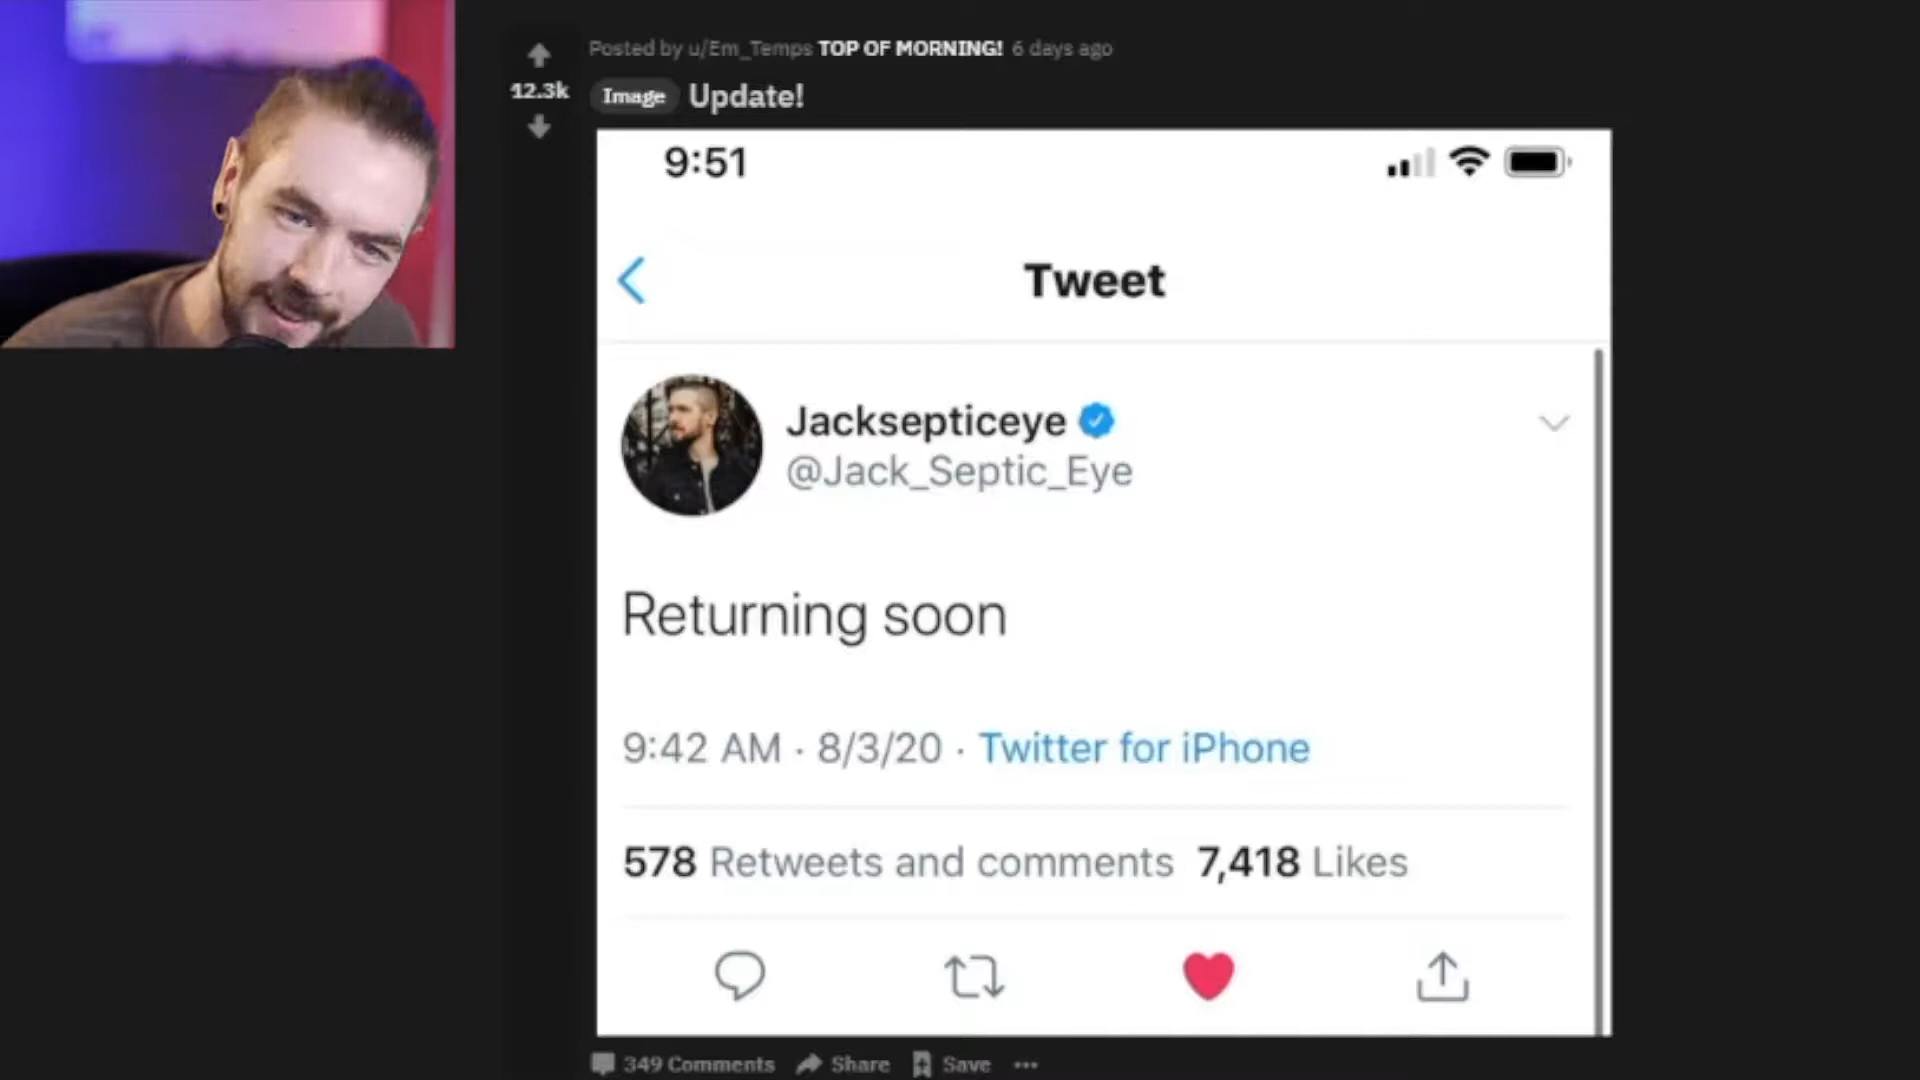 Posted by u/Em_Temps TOP OF MORNING! 6 days ago
12.3k
Image Update!
9:51
Tweet
Jacksepticeye
@Jack_Septic_Eye
Returning soon
9:42 AM · 8/3/20 · Twitter for iPhone
578 Retweets and comments 7,418 Likes
349 Comments Share Save